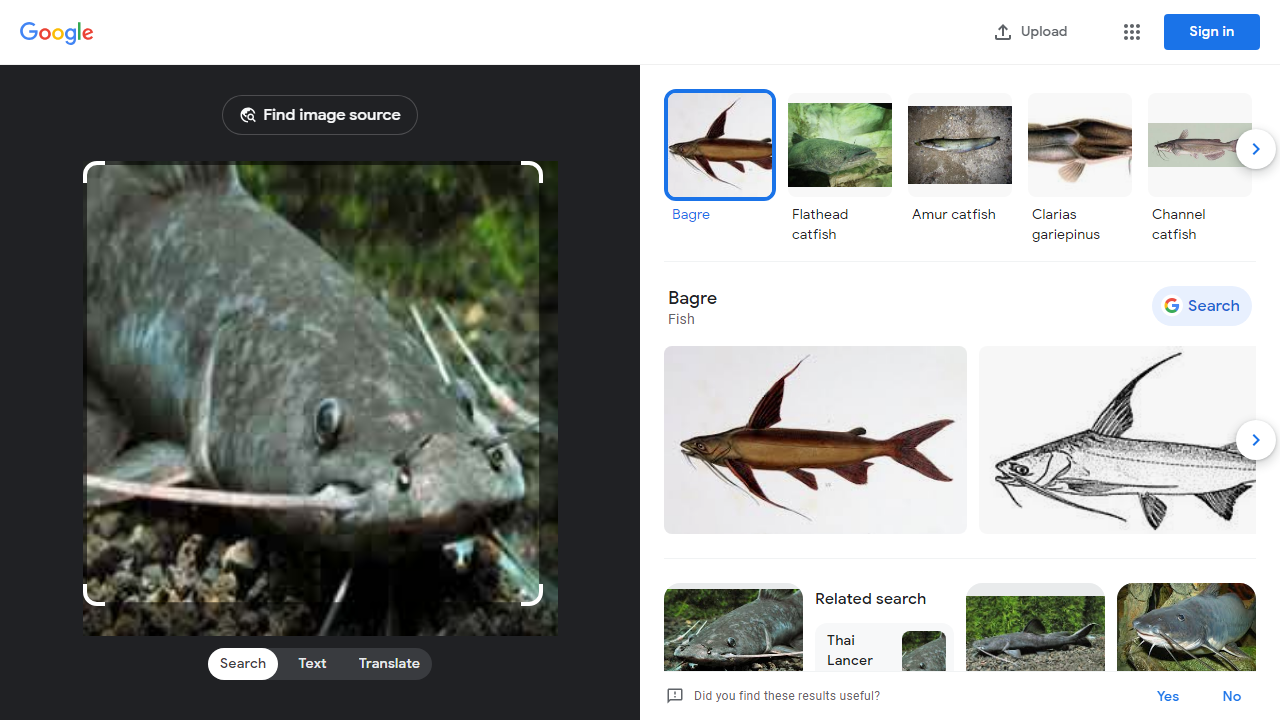 Google
Upload
Sign in
Find image source
Search
Text
Translate
Bagre
Flathead
catfish
Amur catfish
Clarias
gariepinus
Channel
catfish
Bagre
Fish
Search
Related search
Thai
Lancer
Did you find these results useful?
Yes
No